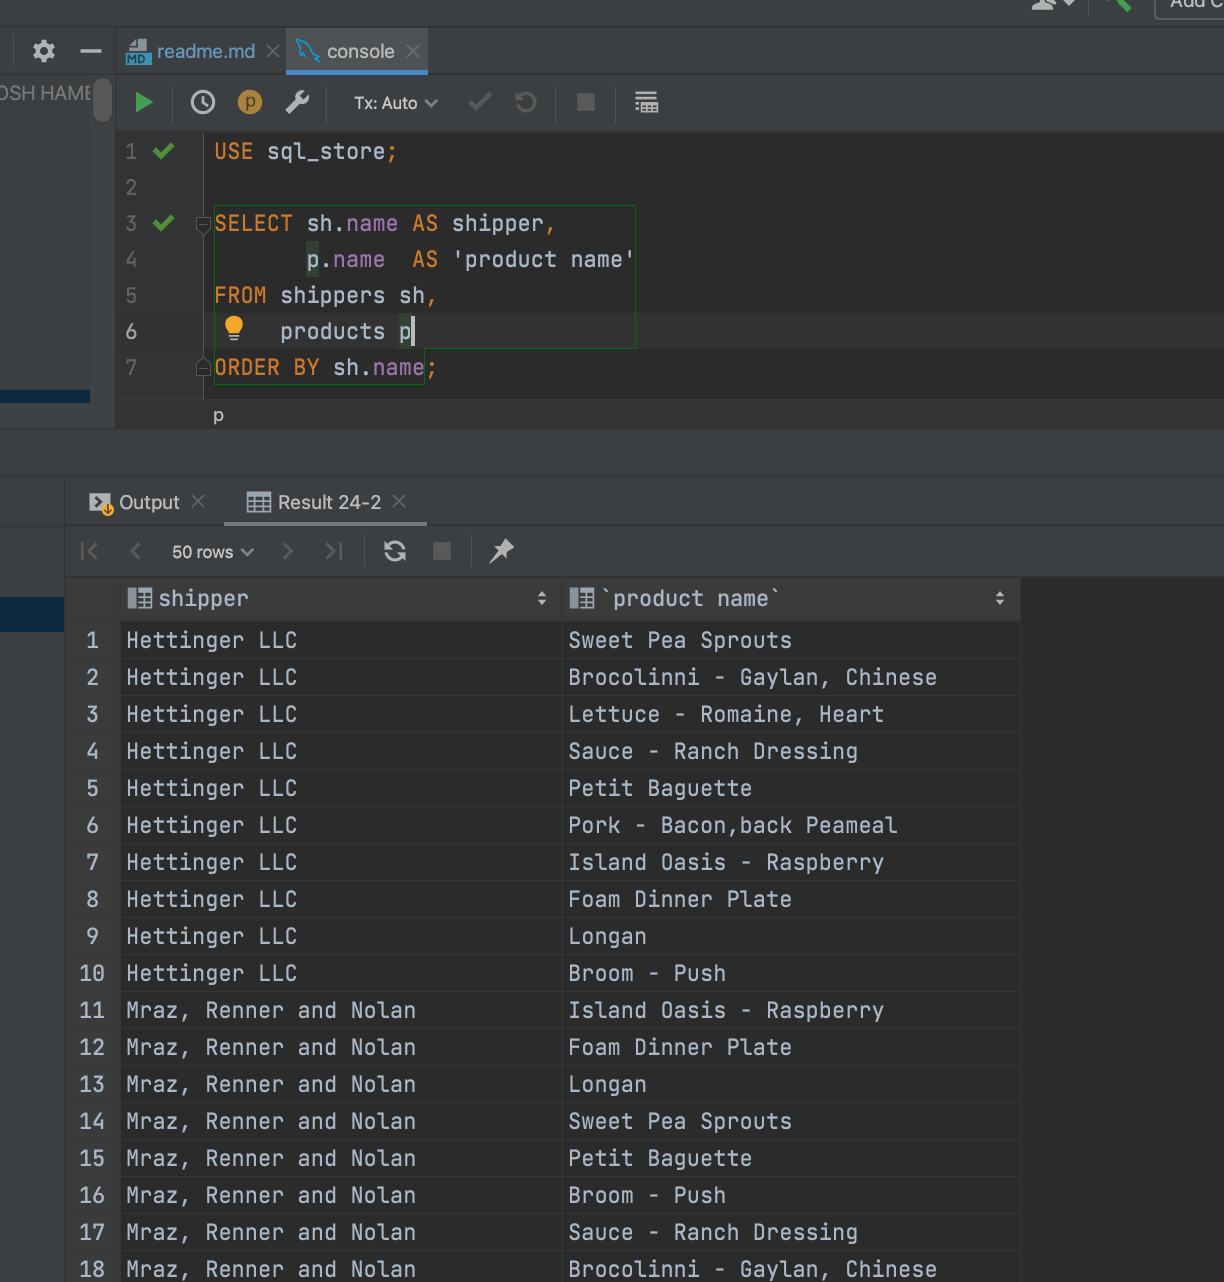 Add C
readme.md
console
OSH HAME
p
Tx: Auto
1 USE sql_store;
2
3 SELECT sh.name AS shipper,
4 p.name AS 'product name'
5 FROM shippers sh,
6 products p
7 ORDER BY sh.name;
p
Output
Result 24-2
50 rows
shipper `product name`
1 Hettinger LLC Sweet Pea Sprouts
2 Hettinger LLC Brocolinni - Gaylan, Chinese
3 Hettinger LLC Lettuce - Romaine, Heart
4 Hettinger LLC Sauce - Ranch Dressing
5 Hettinger LLC Petit Baguette
6 Hettinger LLC Pork - Bacon,back Peameal
7 Hettinger LLC Island Oasis - Raspberry
8 Hettinger LLC Foam Dinner Plate
9 Hettinger LLC Longan
10 Hettinger LLC Broom - Push
11 Mraz, Renner and Nolan Island Oasis - Raspberry
12 Mraz, Renner and Nolan Foam Dinner Plate
13 Mraz, Renner and Nolan Longan
14 Mraz, Renner and Nolan Sweet Pea Sprouts
15 Mraz, Renner and Nolan Petit Baguette
16 Mraz, Renner and Nolan Broom - Push
17 Mraz, Renner and Nolan Sauce - Ranch Dressing
18 Mraz, Renner and Nolan Brocolinni - Gaylan, Chinese